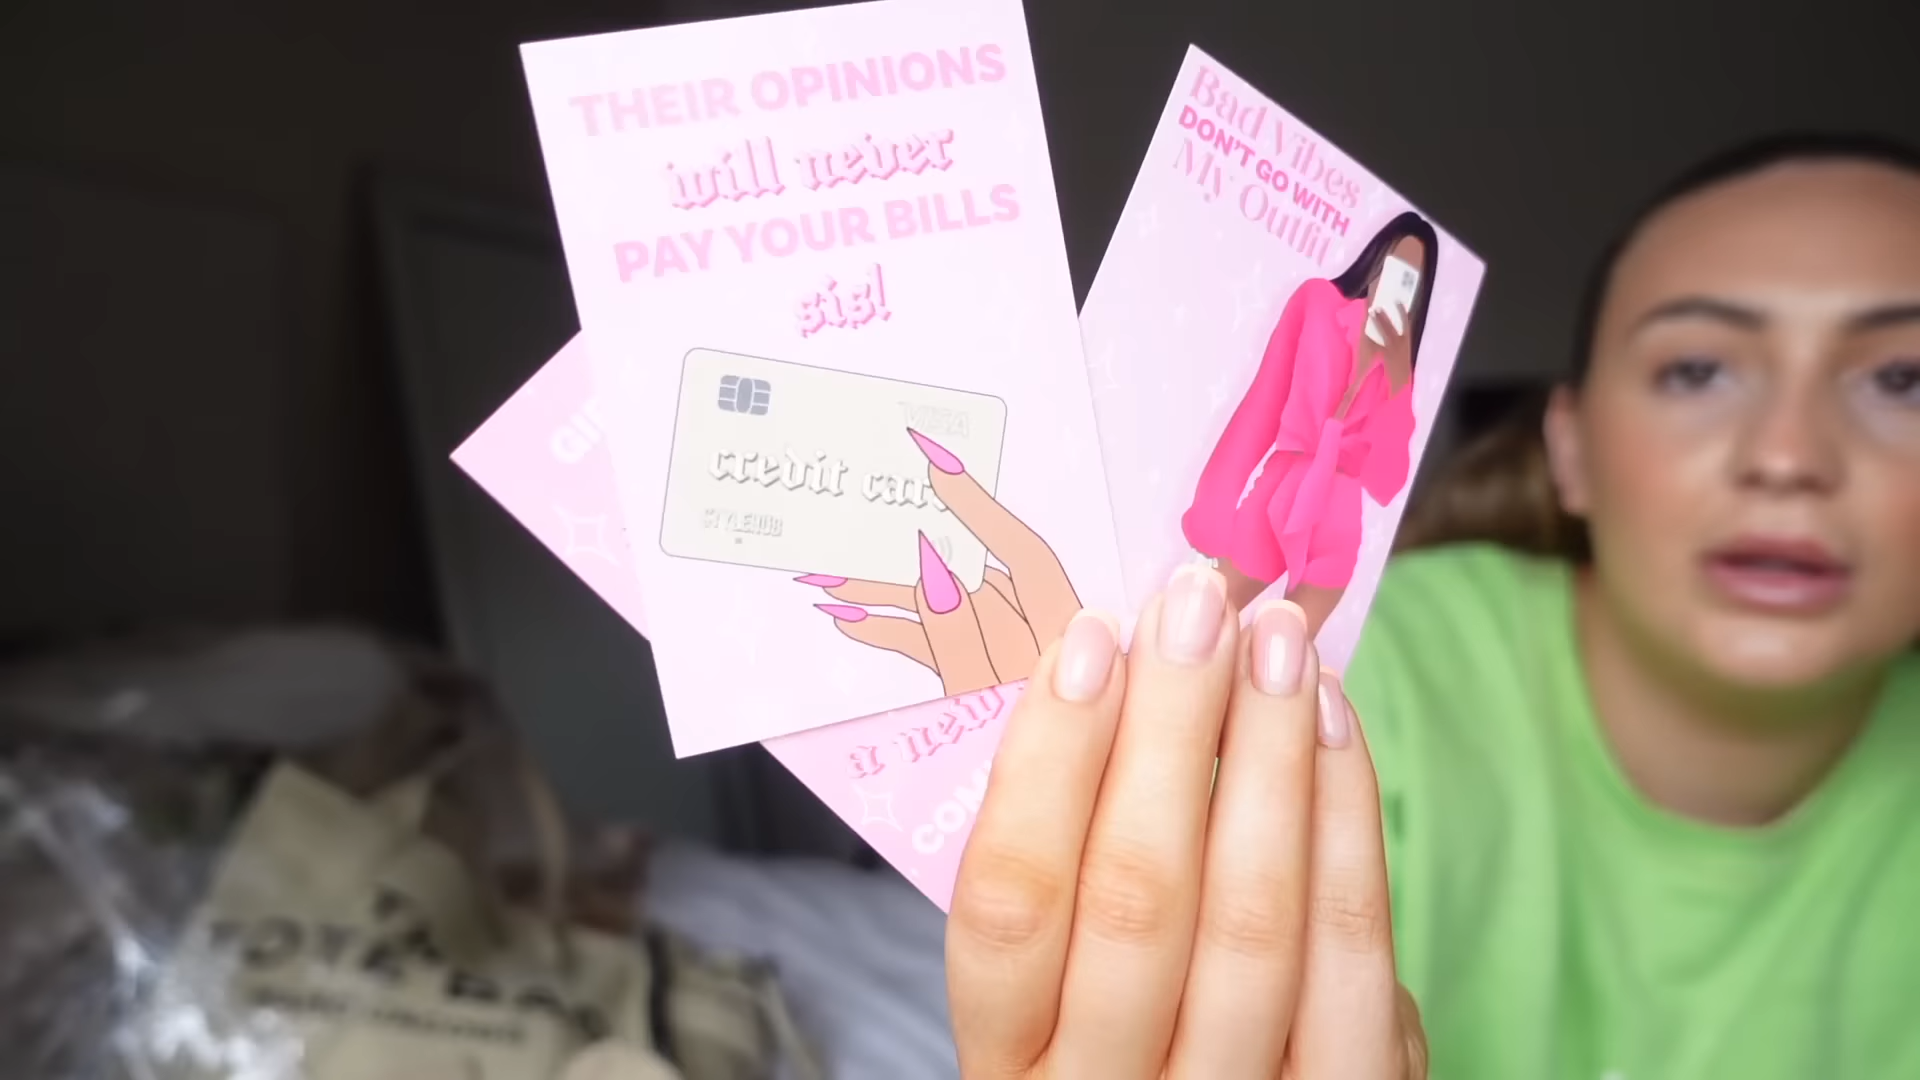 THEIR OPINIONS
will never
PAY YOUR BILLS
sis!
VISA
credit card
STYLEHUB
Bad Vibes
DON'T GO WITH
My Outfit
a new